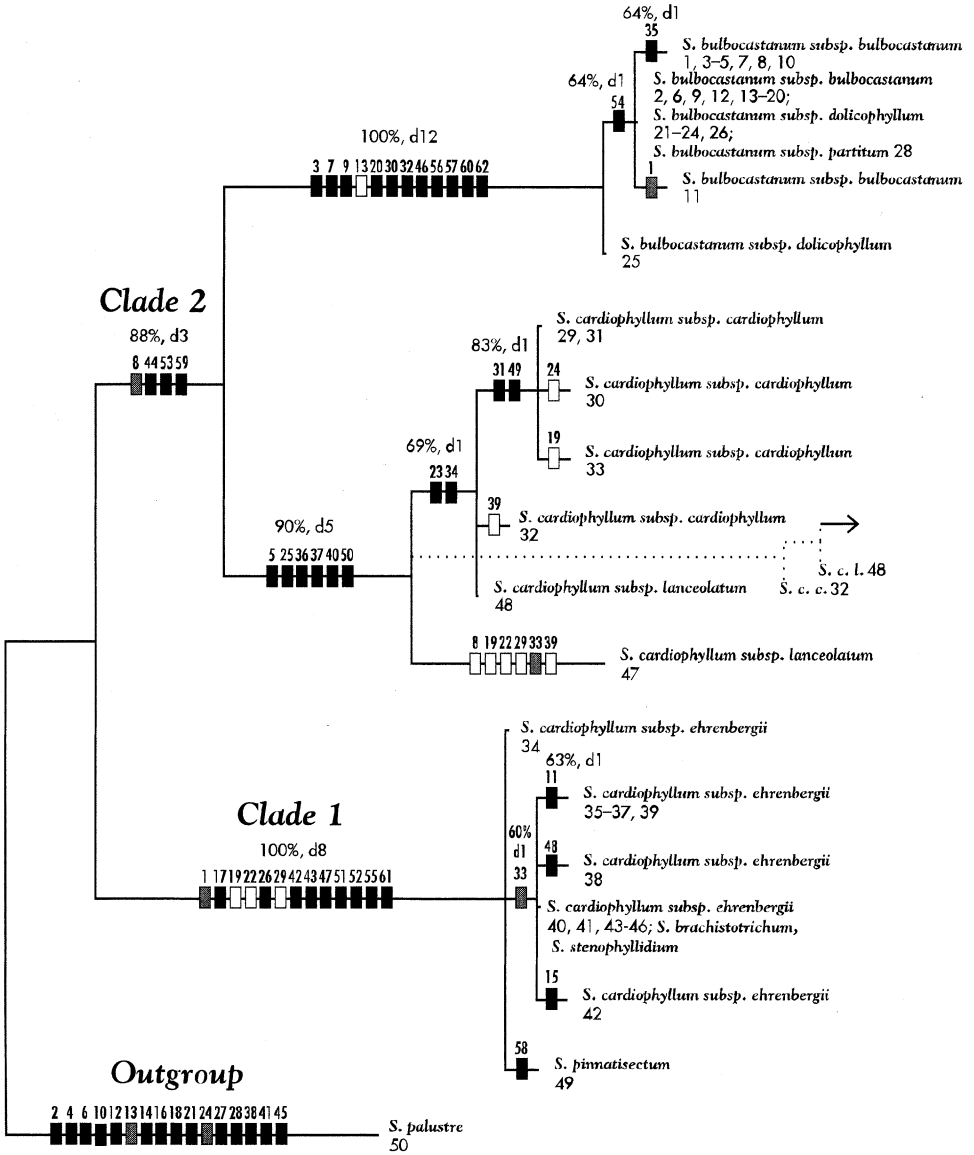 64%, d1
35
S. bulbocastanum subsp. bulbocastanum
1, 3–5, 7, 8, 10
64%, d1
54
S. bulbocastanum subsp. bulbocastanum
2, 6, 9, 12, 13–20;
S. bulbocastanum subsp. dolicophyllum
21–24, 26;
S. bulbocastanum subsp. partitum 28
100%, d12
3 7 9 13 20 30 32 46 56 57 60 62
1
S. bulbocastanum subsp. bulbocastanum
11
S. bulbocastanum subsp. dolicophyllum
25
Clade 2
88%, d3
8 44 53 59
S. cardiophyllum subsp. cardiophyllum
29, 31
83%, d1
31 49
24
S. cardiophyllum subsp. cardiophyllum
30
19
S. cardiophyllum subsp. cardiophyllum
33
69%, d1
23 34
39
S. cardiophyllum subsp. cardiophyllum
32
90%, d5
5 25 36 37 40 50
S. c. l. 48
S. c. c. 32
S. cardiophyllum subsp. lanceolatum
48
8 19 22 29 33 39
S. cardiophyllum subsp. lanceolatum
47
S. cardiophyllum subsp. ehrenbergii
34
63%, d1
11
S. cardiophyllum subsp. ehrenbergii
35–37, 39
Clade 1
100%, d8
1 17 19 22 26 29 42 43 47 51 52 55 61
60%
d1
33
48
S. cardiophyllum subsp. ehrenbergii
38
S. cardiophyllum subsp. ehrenbergii
40, 41, 43-46; S. brachistotrichum,
S. stenophyllidium
15
S. cardiophyllum subsp. ehrenbergii
42
58
S. pinnatisectum
49
Outgroup
2 4 6 10 12 13 14 16 18 21 24 27 28 38 41 45
S. palustre
50